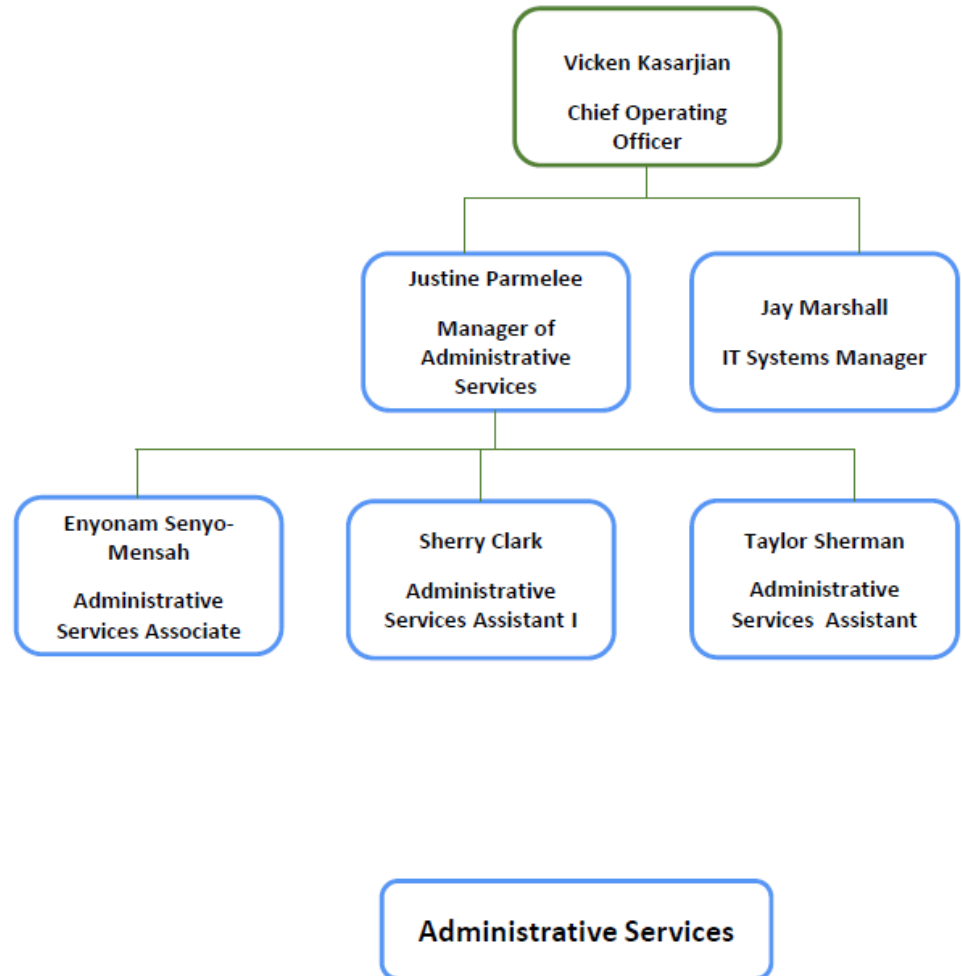 Vicken Kasarjian
Chief Operating
Officer
Justine Parmelee
Manager of
Administrative
Services
Jay Marshall
IT Systems Manager
Enyonam Senyo-
Mensah
Administrative
Services Associate
Sherry Clark
Administrative
Services Assistant I
Taylor Sherman
Administrative
Services  Assistant
Administrative Services